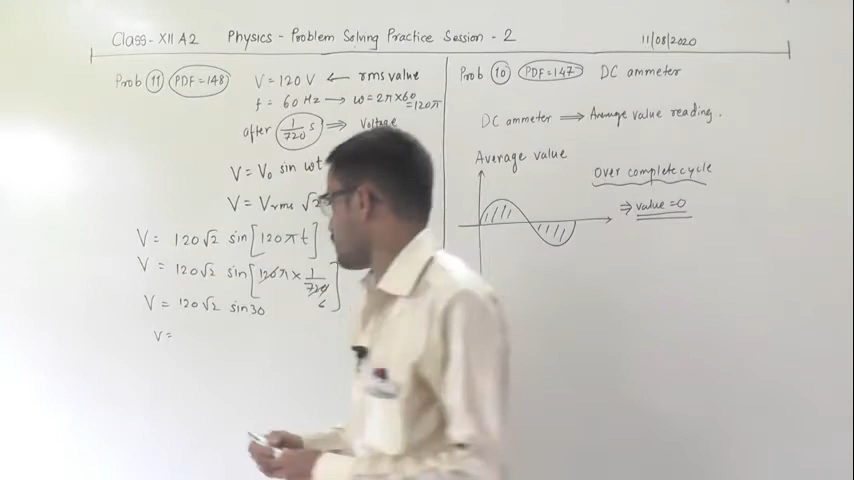 Class- XII A2 Physics - Problem Solving Practice Session - 2 11/08/2020
Prob 11 PDF=148 V = 120 V ← rms value
f = 60 Hz → ω = 2π×60
=120π
after 1/720 s ⇒ Voltage
V = V₀ sin ωt
V = Vrms √2
V = 120√2 sin[120πt]
V = 120√2 sin[120π × 1/720]
6
V = 120√2 sin30
V =
Prob 10 PDF=147 DC ammeter
DC ammeter ⟹ Average value reading.
Average value
Over complete cycle
⇒ value =0